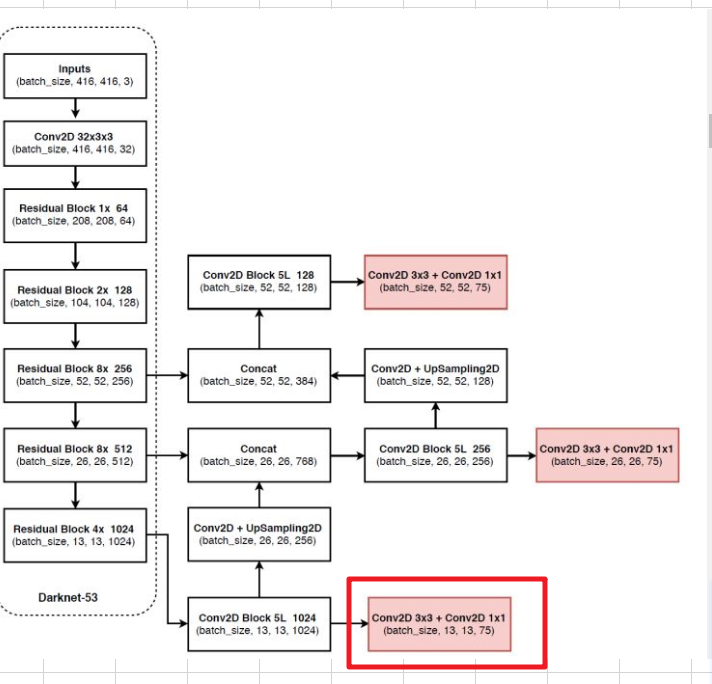 Inputs
(batch_size, 416, 416, 3)
Conv2D 32x3x3
(batch_size, 416, 416, 32)
Residual Block 1x 64
(batch_size, 208, 208, 64)
Residual Block 2x 128
(batch_size, 104, 104, 128)
Conv2D Block 5L 128
(batch_size, 52, 52, 128)
Conv2D 3x3 + Conv2D 1x1
(batch_size, 52, 52, 75)
Residual Block 8x 256
(batch_size, 52, 52, 256)
Concat
(batch_size, 52, 52, 384)
Conv2D + UpSampling2D
(batch_size, 52, 52, 128)
Residual Block 8x 512
(batch_size, 26, 26, 512)
Concat
(batch_size, 26, 26, 768)
Conv2D Block 5L 256
(batch_size, 26, 26, 256)
Conv2D 3x3 + Conv2D 1x1
(batch_size, 26, 26, 75)
Residual Block 4x 1024
(batch_size, 13, 13, 1024)
Conv2D + UpSampling2D
(batch_size, 26, 26, 256)
Darknet-53
Conv2D Block 5L 1024
(batch_size, 13, 13, 1024)
Conv2D 3x3 + Conv2D 1x1
(batch_size, 13, 13, 75)